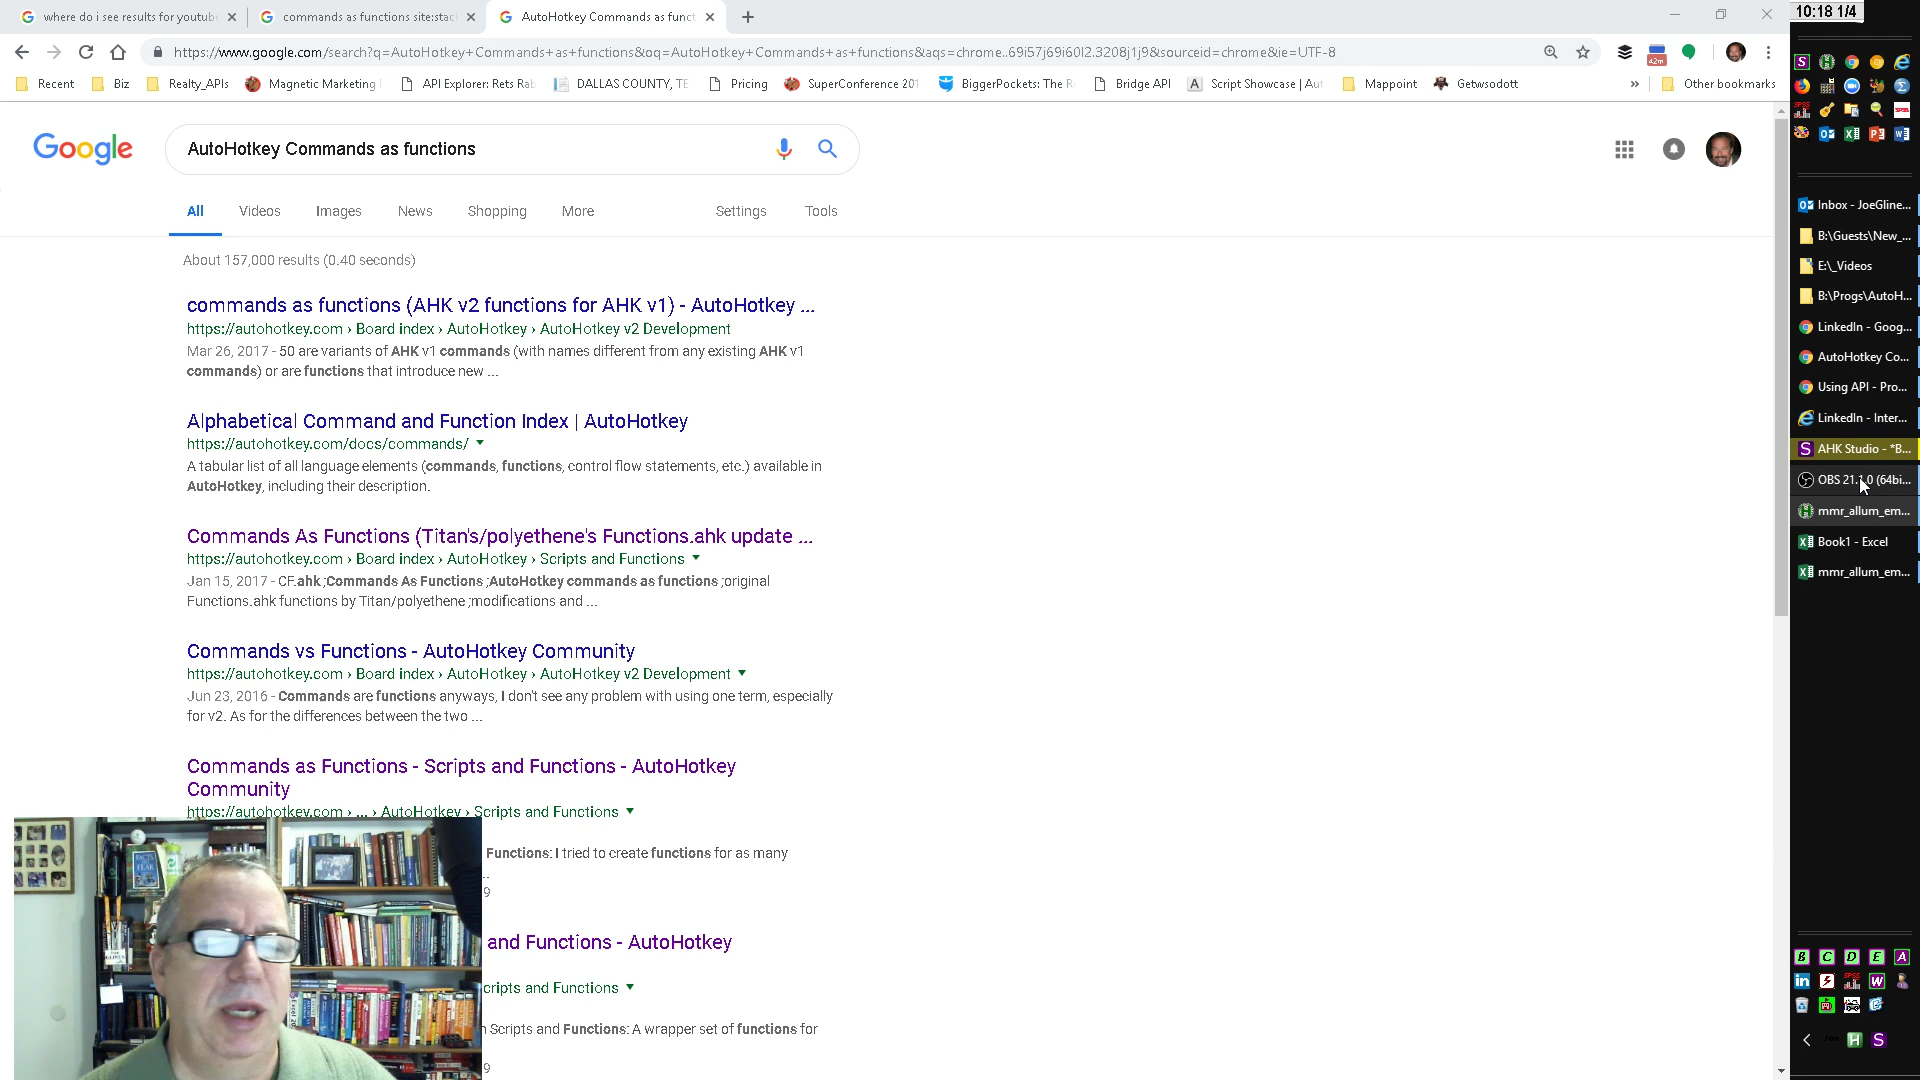 where do i see results for youtube
commands as functions site:stac
AutoHotkey Commands as funct
10:18 1/4
https://www.google.com/search?q=AutoHotkey+Commands+as+functions&oq=AutoHotkey+Commands+as+functions&aqs=chrome..69i57j69i60l2.3208j1j9&sourceid=chrome&ie=UTF-8
42m
Recent
Biz
Realty_APIs
Magnetic Marketing
API Explorer: Rets Rab
DALLAS COUNTY, TE
Pricing
SuperConference 201
BiggerPockets: The R
Bridge API
Script Showcase | Aut
Mappoint
Getwsodott
»
Other bookmarks
Google
AutoHotkey Commands as functions
All
Videos
Images
News
Shopping
More
Settings
Tools
About 157,000 results (0.40 seconds)
commands as functions (AHK v2 functions for AHK v1) - AutoHotkey ...
https://autohotkey.com › Board index › AutoHotkey › AutoHotkey v2 Development
Mar 26, 2017 - 50 are variants of AHK v1 commands (with names different from any existing AHK v1
commands) or are functions that introduce new ...
Alphabetical Command and Function Index | AutoHotkey
https://autohotkey.com/docs/commands/
A tabular list of all language elements (commands, functions, control flow statements, etc.) available in
AutoHotkey, including their description.
Commands As Functions (Titan's/polyethene's Functions.ahk update ...
https://autohotkey.com › Board index › AutoHotkey › Scripts and Functions
Jan 15, 2017 - CF.ahk ;Commands As Functions ;AutoHotkey commands as functions ;original
Functions.ahk functions by Titan/polyethene ;modifications and ...
Commands vs Functions - AutoHotkey Community
https://autohotkey.com › Board index › AutoHotkey › AutoHotkey v2 Development
Jun 23, 2016 - Commands are functions anyways, I don't see any problem with using one term, especially
for v2. As for the differences between the two ...
Commands as Functions - Scripts and Functions - AutoHotkey
Community
https://autohotkey.com › ... › AutoHotkey › Scripts and Functions
Functions: I tried to create functions for as many
...
9
and Functions - AutoHotkey
cripts and Functions
Scripts and Functions: A wrapper set of functions for
9
FACTS
FEAR
Inbox - JoeGline...
B:\Guests\New_...
E:\_Videos
B:\Progs\AutoH...
LinkedIn - Goog...
AutoHotkey Co...
Using API - Pro...
LinkedIn - Inter...
AHK Studio - *B...
OBS 21.1.0 (64bi...
mmr_allum_em...
Book1 - Excel
mmr_allum_em...
B C D E A
in
SPSS
W
H S